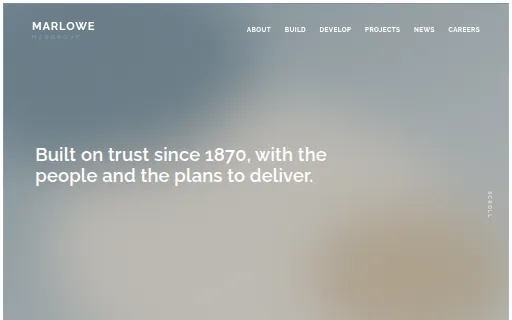 MARLOWE
ABOUT BUILD DEVELOP PROJECTS NEWS CAREERS
Built on trust since 1870, with the
people and the plans to deliver.
SCROLL